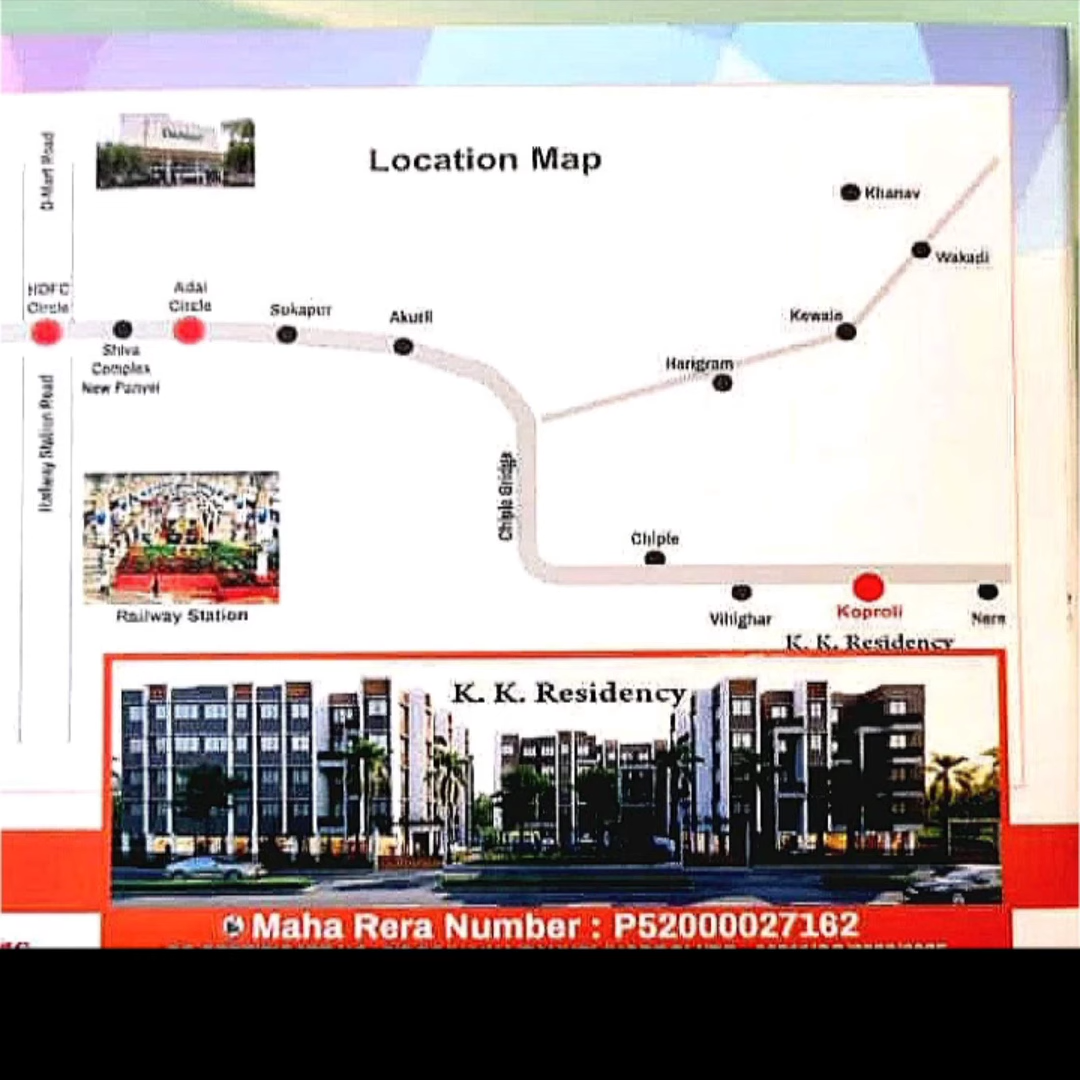 Location Map
D-Mart Road
Khanav
Wakadi
HDFC
Circle
Adai
Circle
Sukapur
Akurli
Kewale
Shiva
Complex
New Panvel
Harigram
Railway Station Road
Chiple Bridge
Chiple
Railway Station
Vihighar
Koproli
Nere
K. K. Residency
K. K. Residency
Maha Rera Number : P52000027162